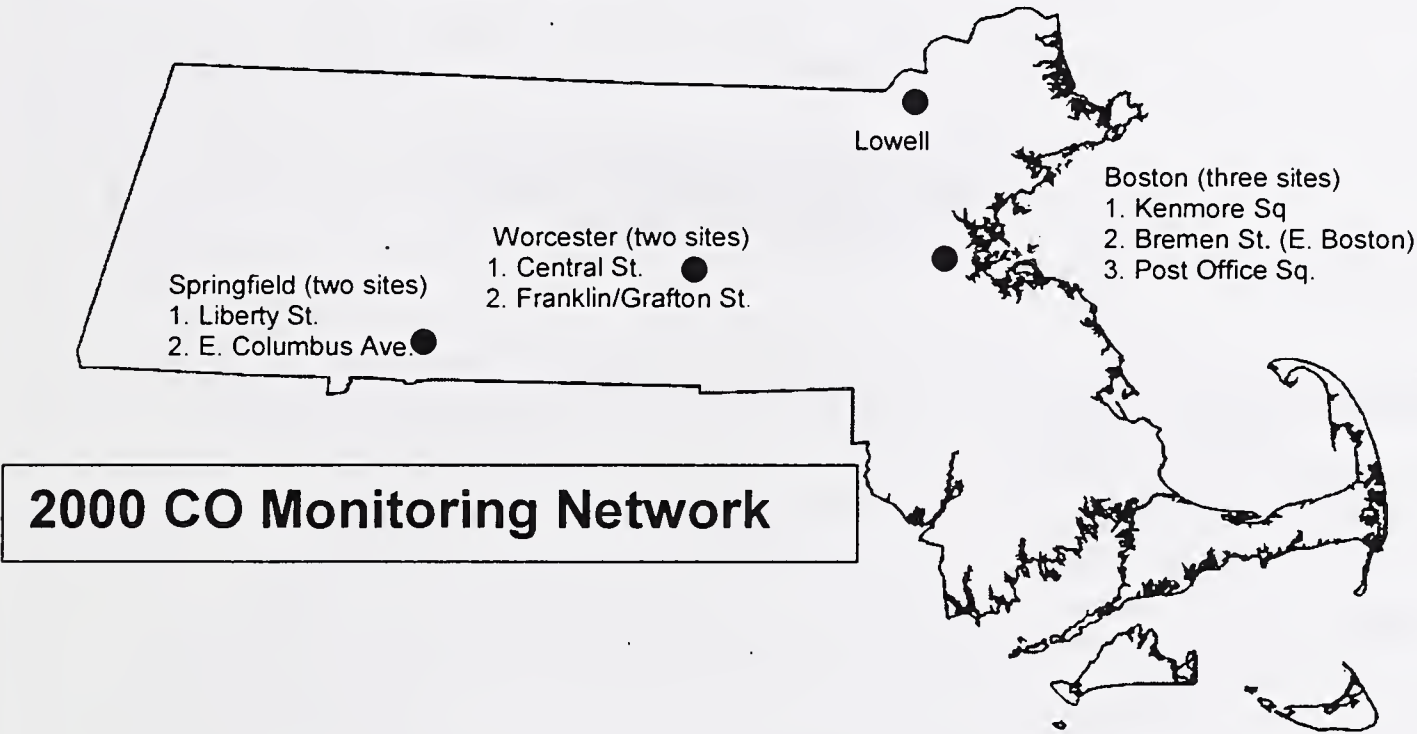 Lowell
Boston (three sites)
1. Kenmore Sq
2. Bremen St. (E. Boston)
3. Post Office Sq.
Worcester (two sites)
1. Central St.
2. Franklin/Grafton St.
Springfield (two sites)
1. Liberty St.
2. E. Columbus Ave.
2000 CO Monitoring Network